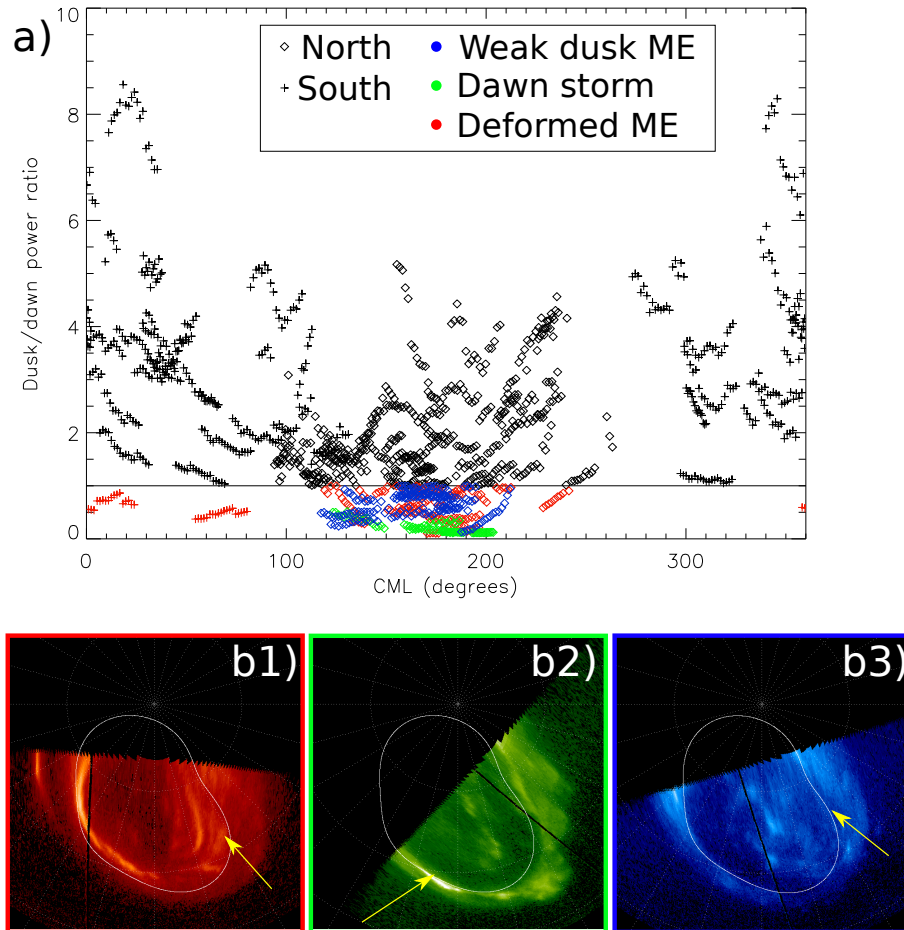 a)
10
8
6
4
2
0
Dusk/dawn power ratio
North
South
Weak dusk ME
Dawn storm
Deformed ME
0 100 200 300
CML (degrees)
b1) b2) b3)